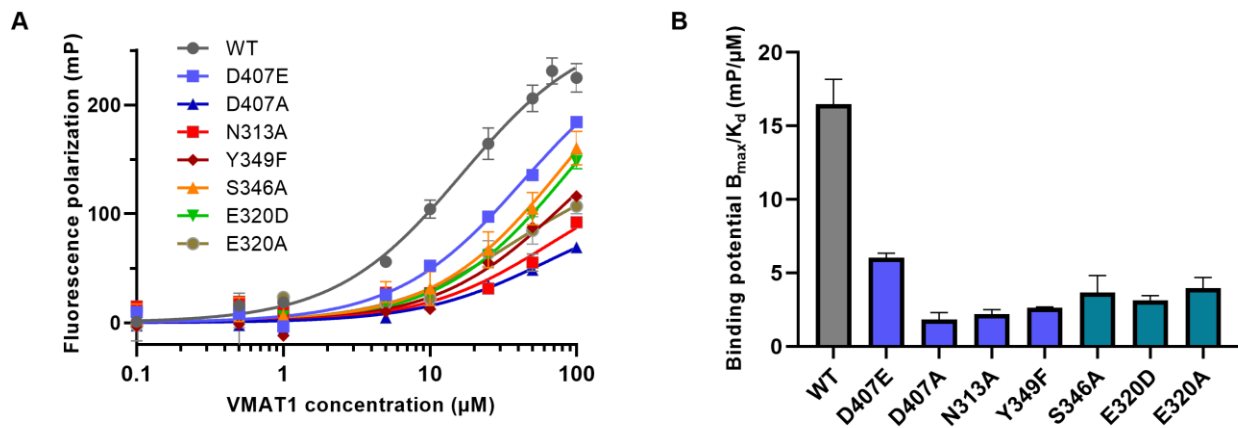 A
Fluorescence polarization (mP)
200
100
0
WT
D407E
D407A
N313A
Y349F
S346A
E320D
E320A
0.1
1
10
100
VMAT1 concentration (µM)
B
Binding potential Bmax/Kd (mP/µM)
20
15
10
5
0
WT
D407E
D407A
N313A
Y349F
S346A
E320D
E320A